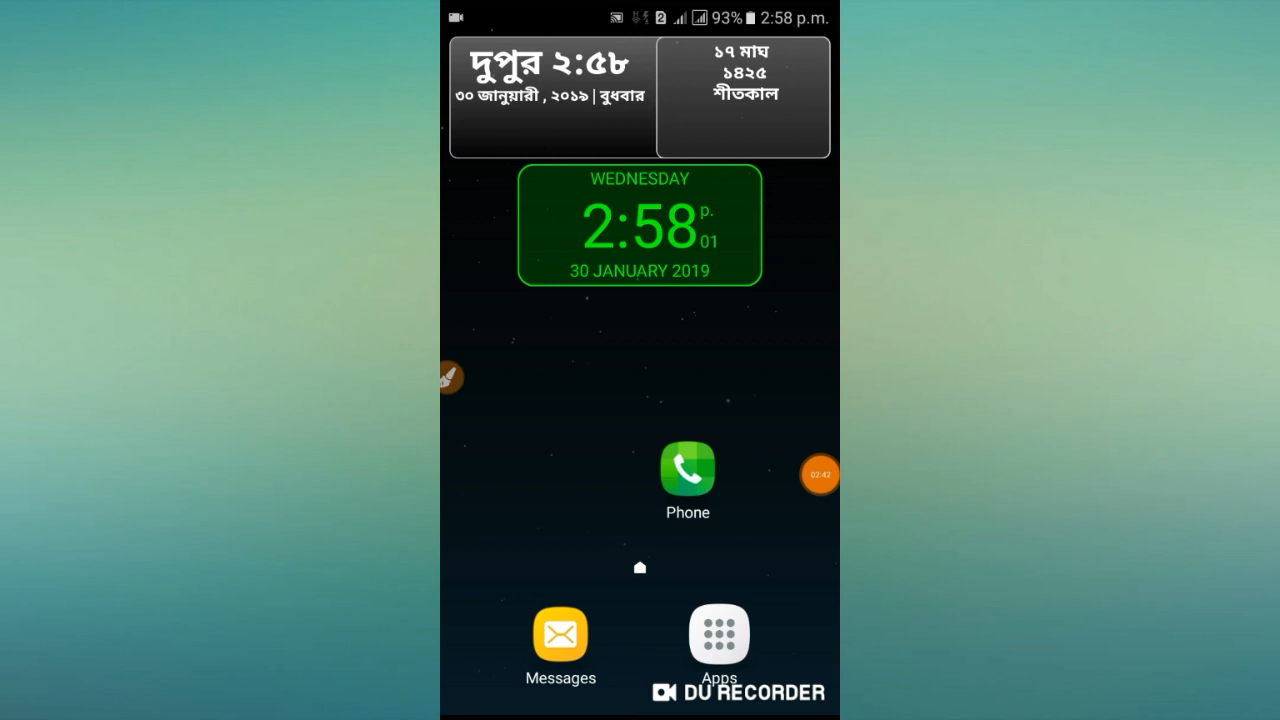 93% 2:58 p.m.
দুপুর ২:৫৮
৩০ জানুয়ারী , ২০১৯ | বুধবার
১৭ মাঘ
১৪২৫
শীতকাল
WEDNESDAY
2:58 p.
01
30 JANUARY 2019
02:42
Phone
Messages
Apps
DU RECORDER